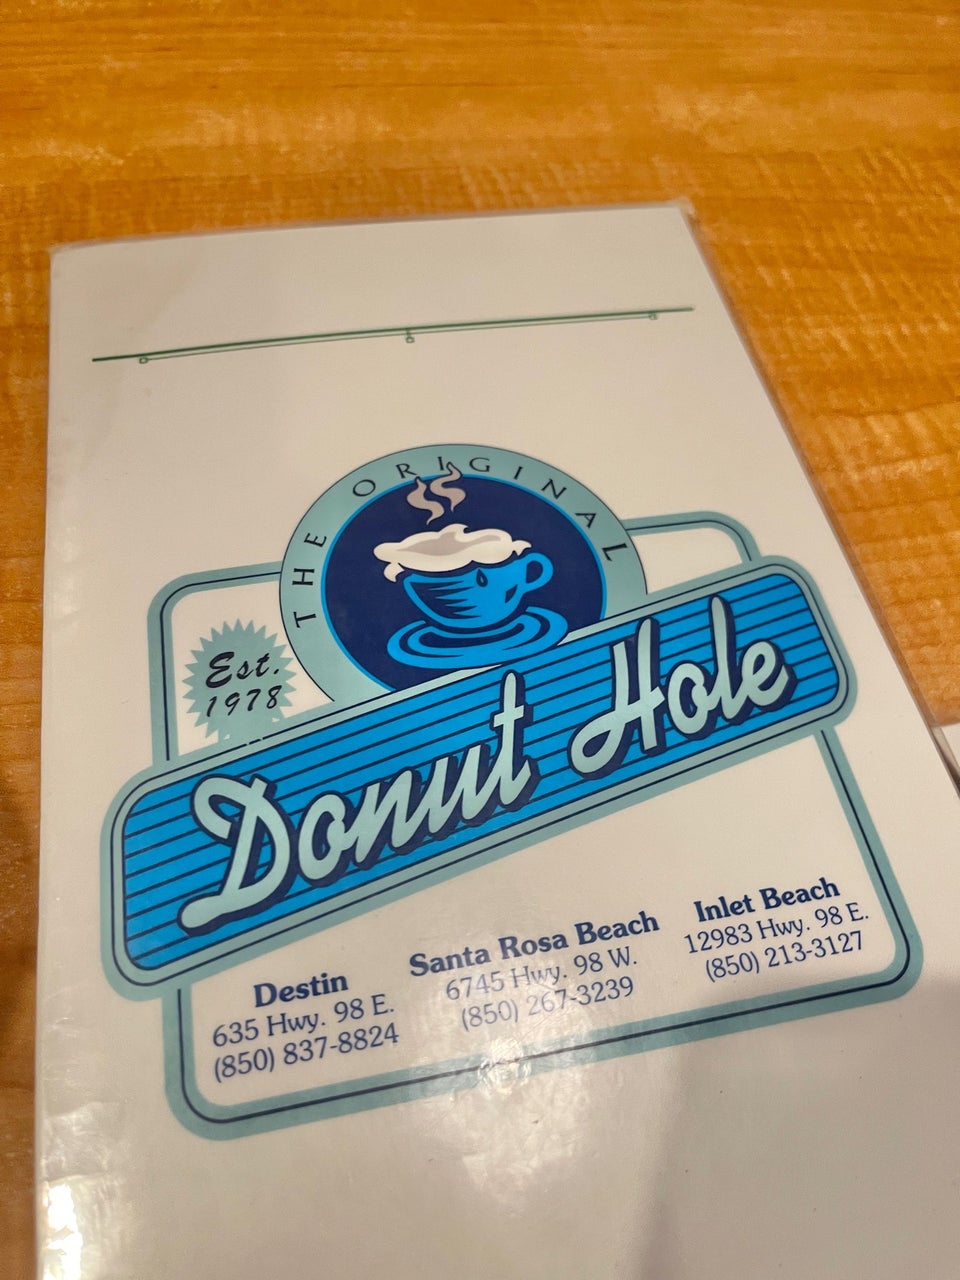 THE ORIGINAL
Est.
1978
Donut Hole
Destin
635 Hwy. 98 E.
(850) 837-8824
Santa Rosa Beach
6745 Hwy. 98 W.
(850) 267-3239
Inlet Beach
12983 Hwy. 98 E.
(850) 213-3127